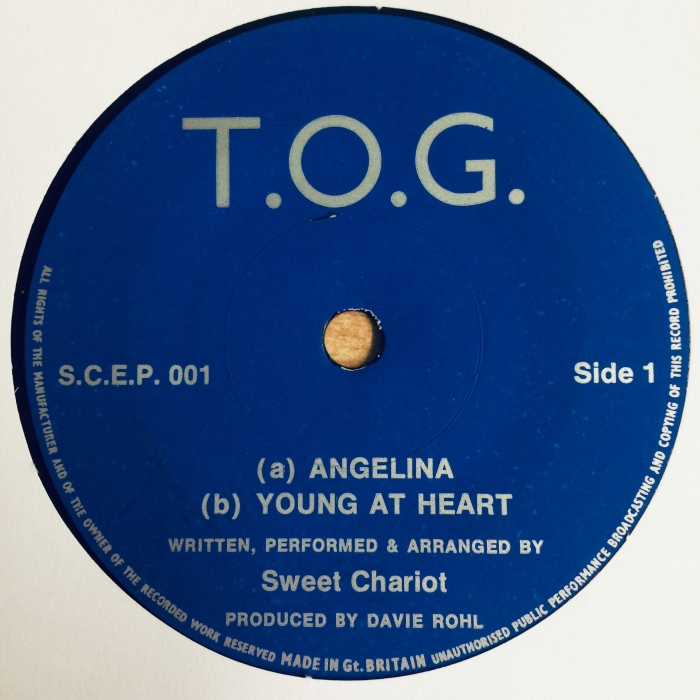 T.O.G.
S.C.E.P. 001
Side 1
(a) ANGELINA
(b) YOUNG AT HEART
WRITTEN, PERFORMED & ARRANGED BY
Sweet Chariot
PRODUCED BY DAVIE ROHL
ALL RIGHTS OF THE MANUFACTURER AND OF THE OWNER OF THE RECORDED WORK RESERVED MADE IN Gt. BRITAIN UNAUTHORISED PUBLIC PERFORMANCE BROADCASTING AND COPYING OF THIS RECORD PROHIBITED